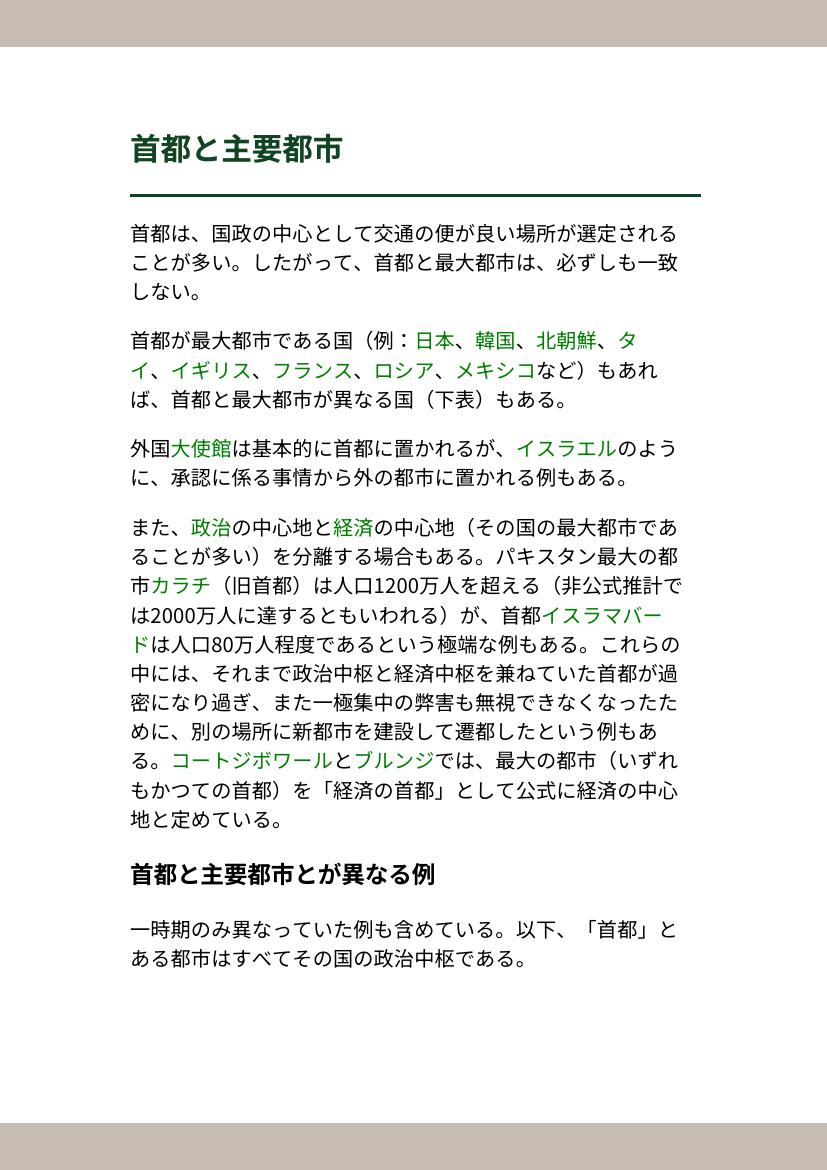 首都と主要都市
首都は、国政の中心として交通の便が良い場所が選定される
ことが多い。したがって、首都と最大都市は、必ずしも一致
しない。
首都が最大都市である国（例：日本、韓国、北朝鮮、タ
イ、イギリス、フランス、ロシア、メキシコなど）もあれ
ば、首都と最大都市が異なる国（下表）もある。
外国大使館は基本的に首都に置かれるが、イスラエルのよう
に、承認に係る事情から外の都市に置かれる例もある。
また、政治の中心地と経済の中心地（その国の最大都市であ
ることが多い）を分離する場合もある。パキスタン最大の都
市カラチ（旧首都）は人口1200万人を超える（非公式推計で
は2000万人に達するともいわれる）が、首都イスラマバー
ドは人口80万人程度であるという極端な例もある。これらの
中には、それまで政治中枢と経済中枢を兼ねていた首都が過
密になり過ぎ、また一極集中の弊害も無視できなくなったた
めに、別の場所に新都市を建設して遷都したという例もあ
る。コートジボワールとブルンジでは、最大の都市（いずれ
もかつての首都）を「経済の首都」として公式に経済の中心
地と定めている。
首都と主要都市とが異なる例
一時期のみ異なっていた例も含めている。以下、「首都」と
ある都市はすべてその国の政治中枢である。